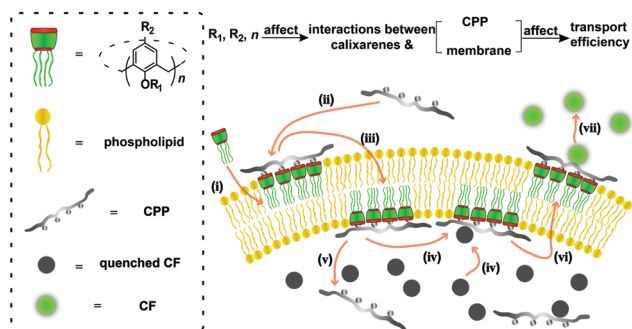 R2
OR1
n
=
= phospholipid
= CPP
= quenched CF
= CF
R1, R2, n affect interactions between calixarenes & CPP membrane affect transport efficiency
(i)
(ii)
(iii)
(vii)
(v)
(iv)
(iv)
(vi)